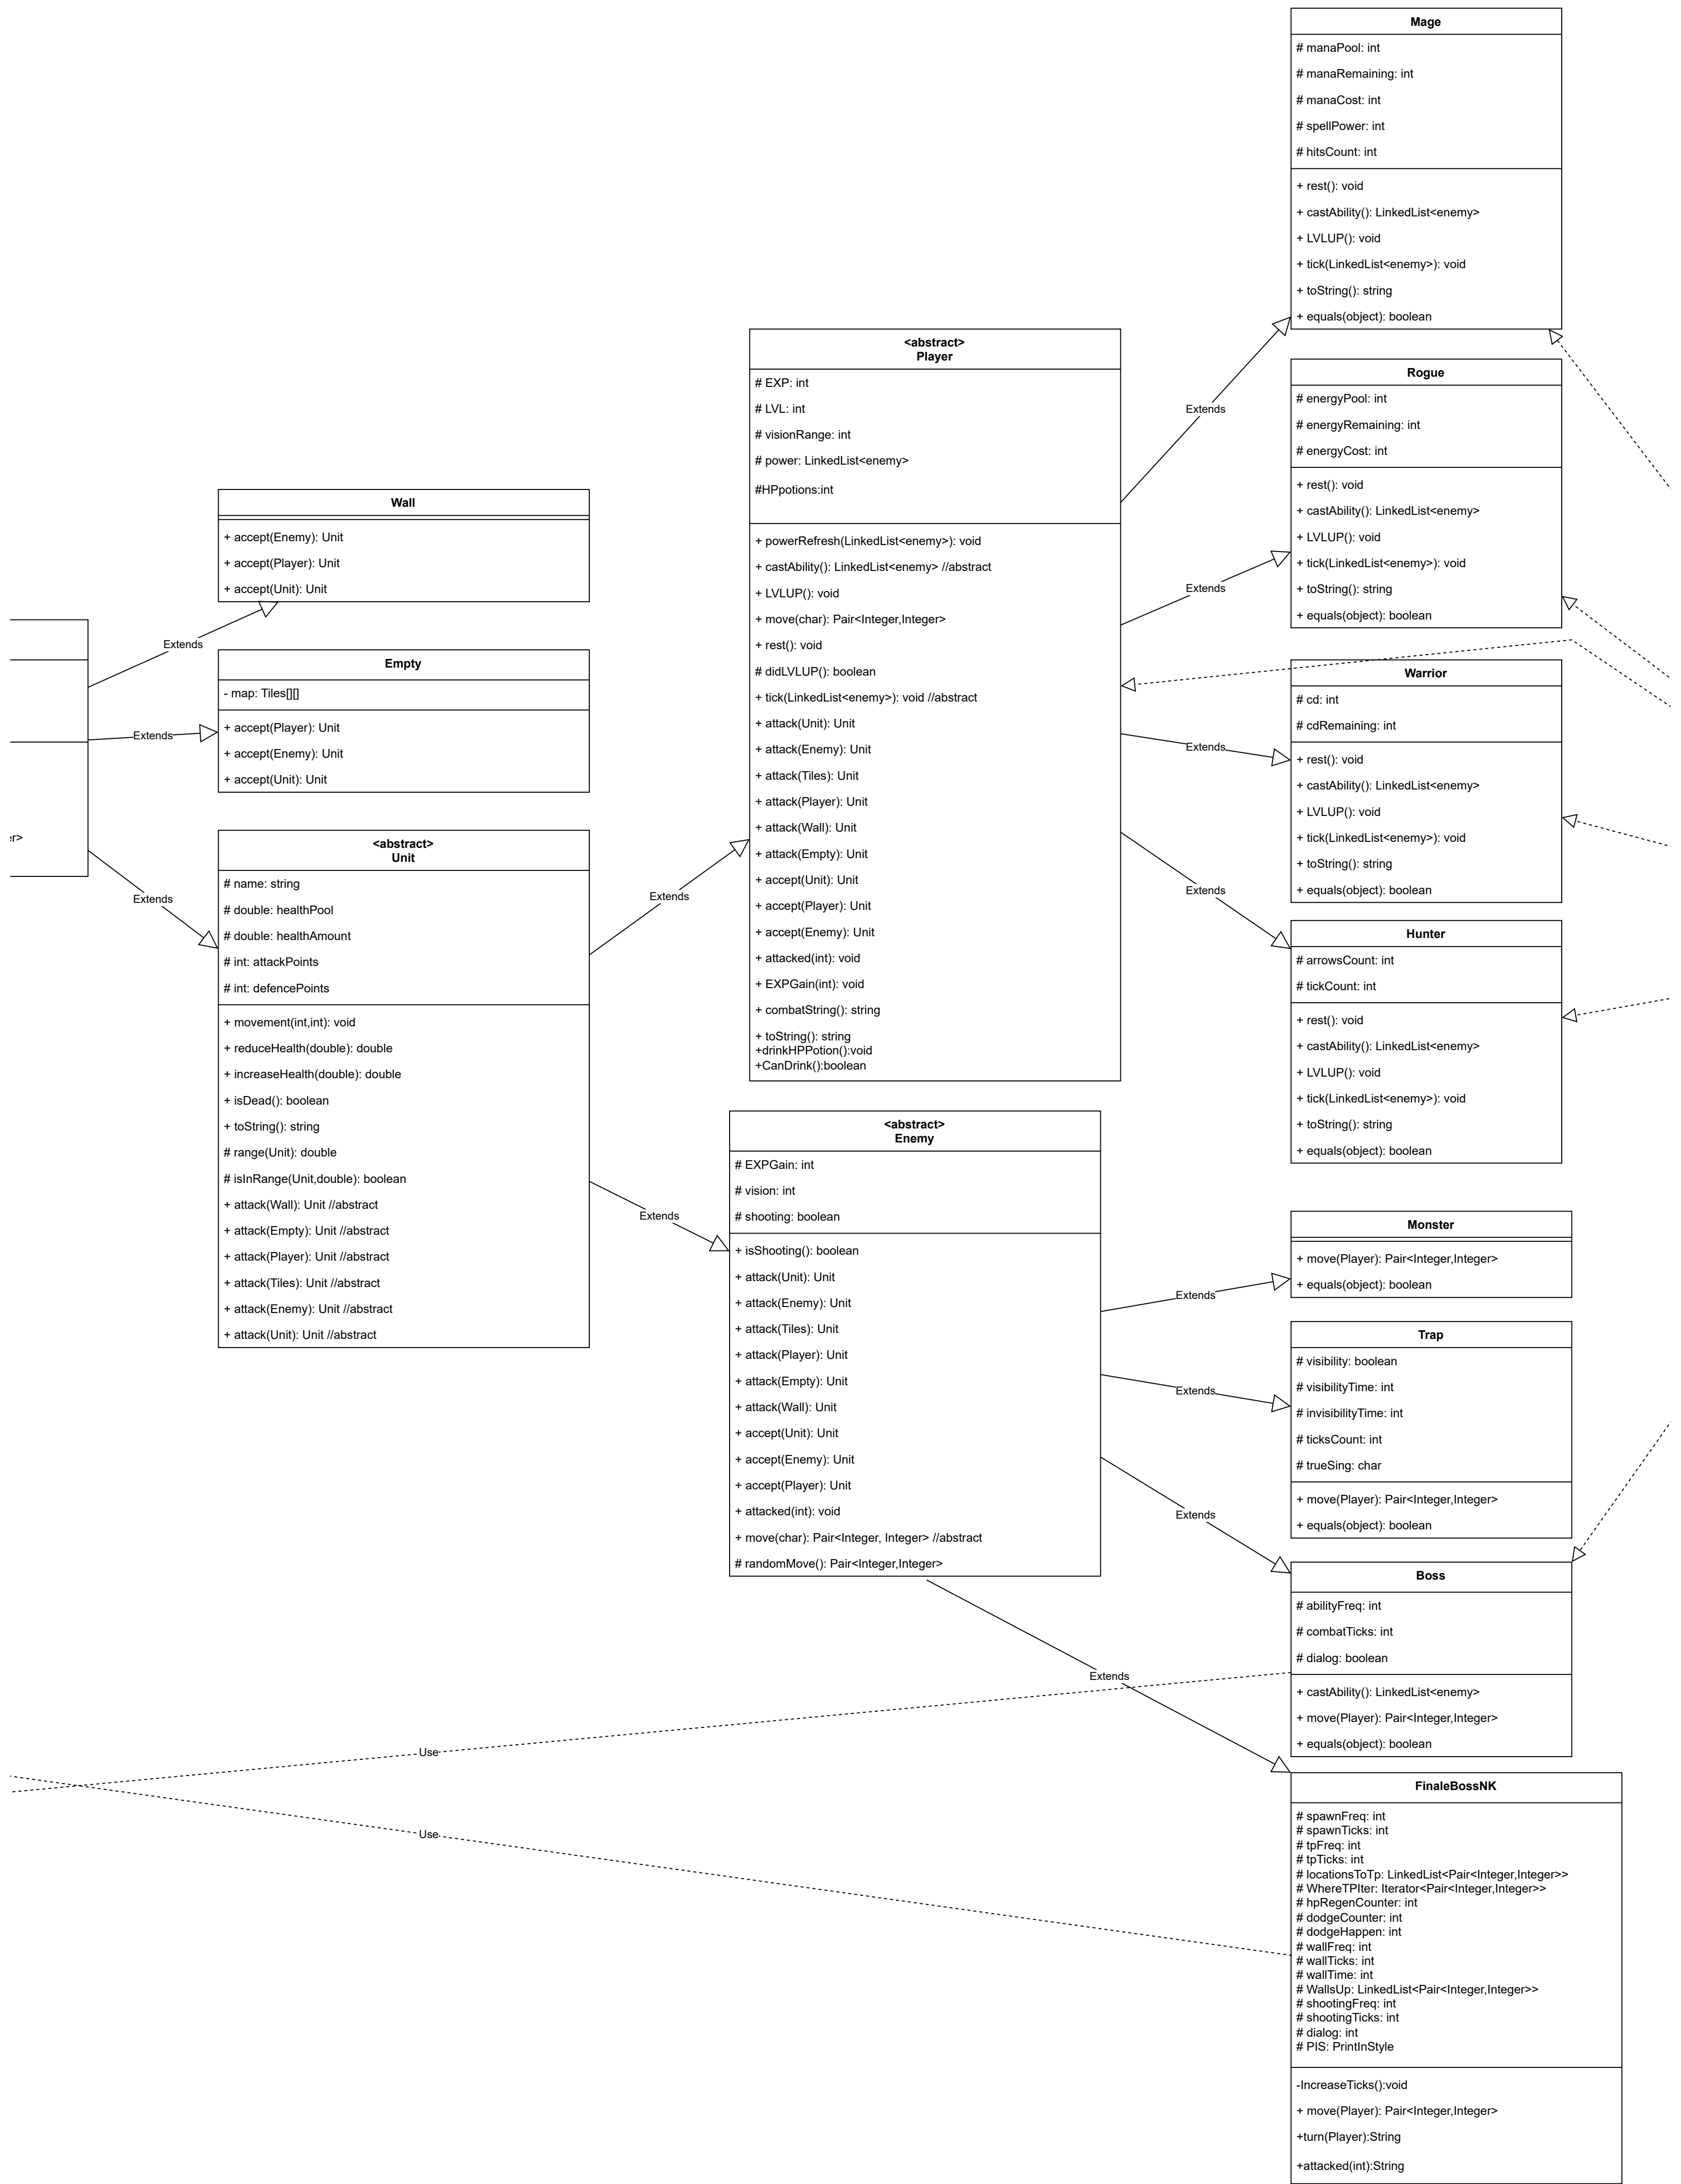 Mage
# manaPool: int
# manaRemaining: int
# manaCost: int
# spellPower: int
# hitsCount: int
+ rest(): void
+ castAbility(): LinkedList<enemy>
+ LVLUP(): void
+ tick(LinkedList<enemy>): void
+ toString(): string
+ equals(object): boolean
<abstract>
Player
# EXP: int
# LVL: int
# visionRange: int
# power: LinkedList<enemy>
#HPpotions:int
+ powerRefresh(LinkedList<enemy>): void
+ castAbility(): LinkedList<enemy> //abstract
+ LVLUP(): void
+ move(char): Pair<Integer,Integer>
+ rest(): void
# didLVLUP(): boolean
+ tick(LinkedList<enemy>): void //abstract
+ attack(Unit): Unit
+ attack(Enemy): Unit
+ attack(Tiles): Unit
+ attack(Player): Unit
+ attack(Wall): Unit
+ attack(Empty): Unit
+ accept(Unit): Unit
+ accept(Player): Unit
+ accept(Enemy): Unit
+ attacked(int): void
+ EXPGain(int): void
+ combatString(): string
+ toString(): string
+drinkHPPotion():void
+CanDrink():boolean
Extends
Extends
Extends
Extends
Rogue
# energyPool: int
# energyRemaining: int
# energyCost: int
+ rest(): void
+ castAbility(): LinkedList<enemy>
+ LVLUP(): void
+ tick(LinkedList<enemy>): void
+ toString(): string
+ equals(object): boolean
Warrior
# cd: int
# cdRemaining: int
+ rest(): void
+ castAbility(): LinkedList<enemy>
+ LVLUP(): void
+ tick(LinkedList<enemy>): void
+ toString(): string
+ equals(object): boolean
Hunter
# arrowsCount: int
# tickCount: int
+ rest(): void
+ castAbility(): LinkedList<enemy>
+ LVLUP(): void
+ tick(LinkedList<enemy>): void
+ toString(): string
+ equals(object): boolean
Wall
+ accept(Enemy): Unit
+ accept(Player): Unit
+ accept(Unit): Unit
Extends
Empty
- map: Tiles[][]
+ accept(Player): Unit
+ accept(Enemy): Unit
+ accept(Unit): Unit
Extends
er>
Extends
<abstract>
Unit
# name: string
# double: healthPool
# double: healthAmount
# int: attackPoints
# int: defencePoints
+ movement(int,int): void
+ reduceHealth(double): double
+ increaseHealth(double): double
+ isDead(): boolean
+ toString(): string
# range(Unit): double
# isInRange(Unit,double): boolean
+ attack(Wall): Unit //abstract
+ attack(Empty): Unit //abstract
+ attack(Player): Unit //abstract
+ attack(Tiles): Unit //abstract
+ attack(Enemy): Unit //abstract
+ attack(Unit): Unit //abstract
Extends
Extends
<abstract>
Enemy
# EXPGain: int
# vision: int
# shooting: boolean
+ isShooting(): boolean
+ attack(Unit): Unit
+ attack(Enemy): Unit
+ attack(Tiles): Unit
+ attack(Player): Unit
+ attack(Empty): Unit
+ attack(Wall): Unit
+ accept(Unit): Unit
+ accept(Enemy): Unit
+ accept(Player): Unit
+ attacked(int): void
+ move(char): Pair<Integer, Integer> //abstract
# randomMove(): Pair<Integer,Integer>
Extends
Extends
Extends
Extends
Monster
+ move(Player): Pair<Integer,Integer>
+ equals(object): boolean
Trap
# visibility: boolean
# visibilityTime: int
# invisibilityTime: int
# ticksCount: int
# trueSing: char
+ move(Player): Pair<Integer,Integer>
+ equals(object): boolean
Boss
# abilityFreq: int
# combatTicks: int
# dialog: boolean
+ castAbility(): LinkedList<enemy>
+ move(Player): Pair<Integer,Integer>
+ equals(object): boolean
Use
Use
FinaleBossNK
# spawnFreq: int
# spawnTicks: int
# tpFreq: int
# tpTicks: int
# locationsToTp: LinkedList<Pair<Integer,Integer>>
# WhereTPIter: Iterator<Pair<Integer,Integer>>
# hpRegenCounter: int
# dodgeCounter: int
# dodgeHappen: int
# wallFreq: int
# wallTicks: int
# wallTime: int
# WallsUp: LinkedList<Pair<Integer,Integer>>
# shootingFreq: int
# shootingTicks: int
# dialog: int
# PIS: PrintInStyle
-IncreaseTicks():void
+ move(Player): Pair<Integer,Integer>
+turn(Player):String
+attacked(int):String